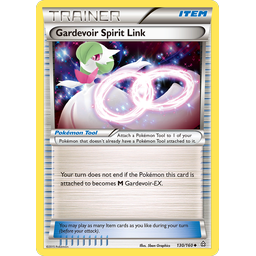 TRAINER
ITEM
Gardevoir Spirit Link
Pokémon Tool
Attach a Pokémon Tool to 1 of your
Pokémon that doesn't already have a Pokémon Tool attached to it.
Your turn does not end if the Pokémon this card is
attached to becomes M Gardevoir-EX.
You may play as many Item cards as you like during your turn
(before your attack).
Illus. 5ban Graphics
130/160